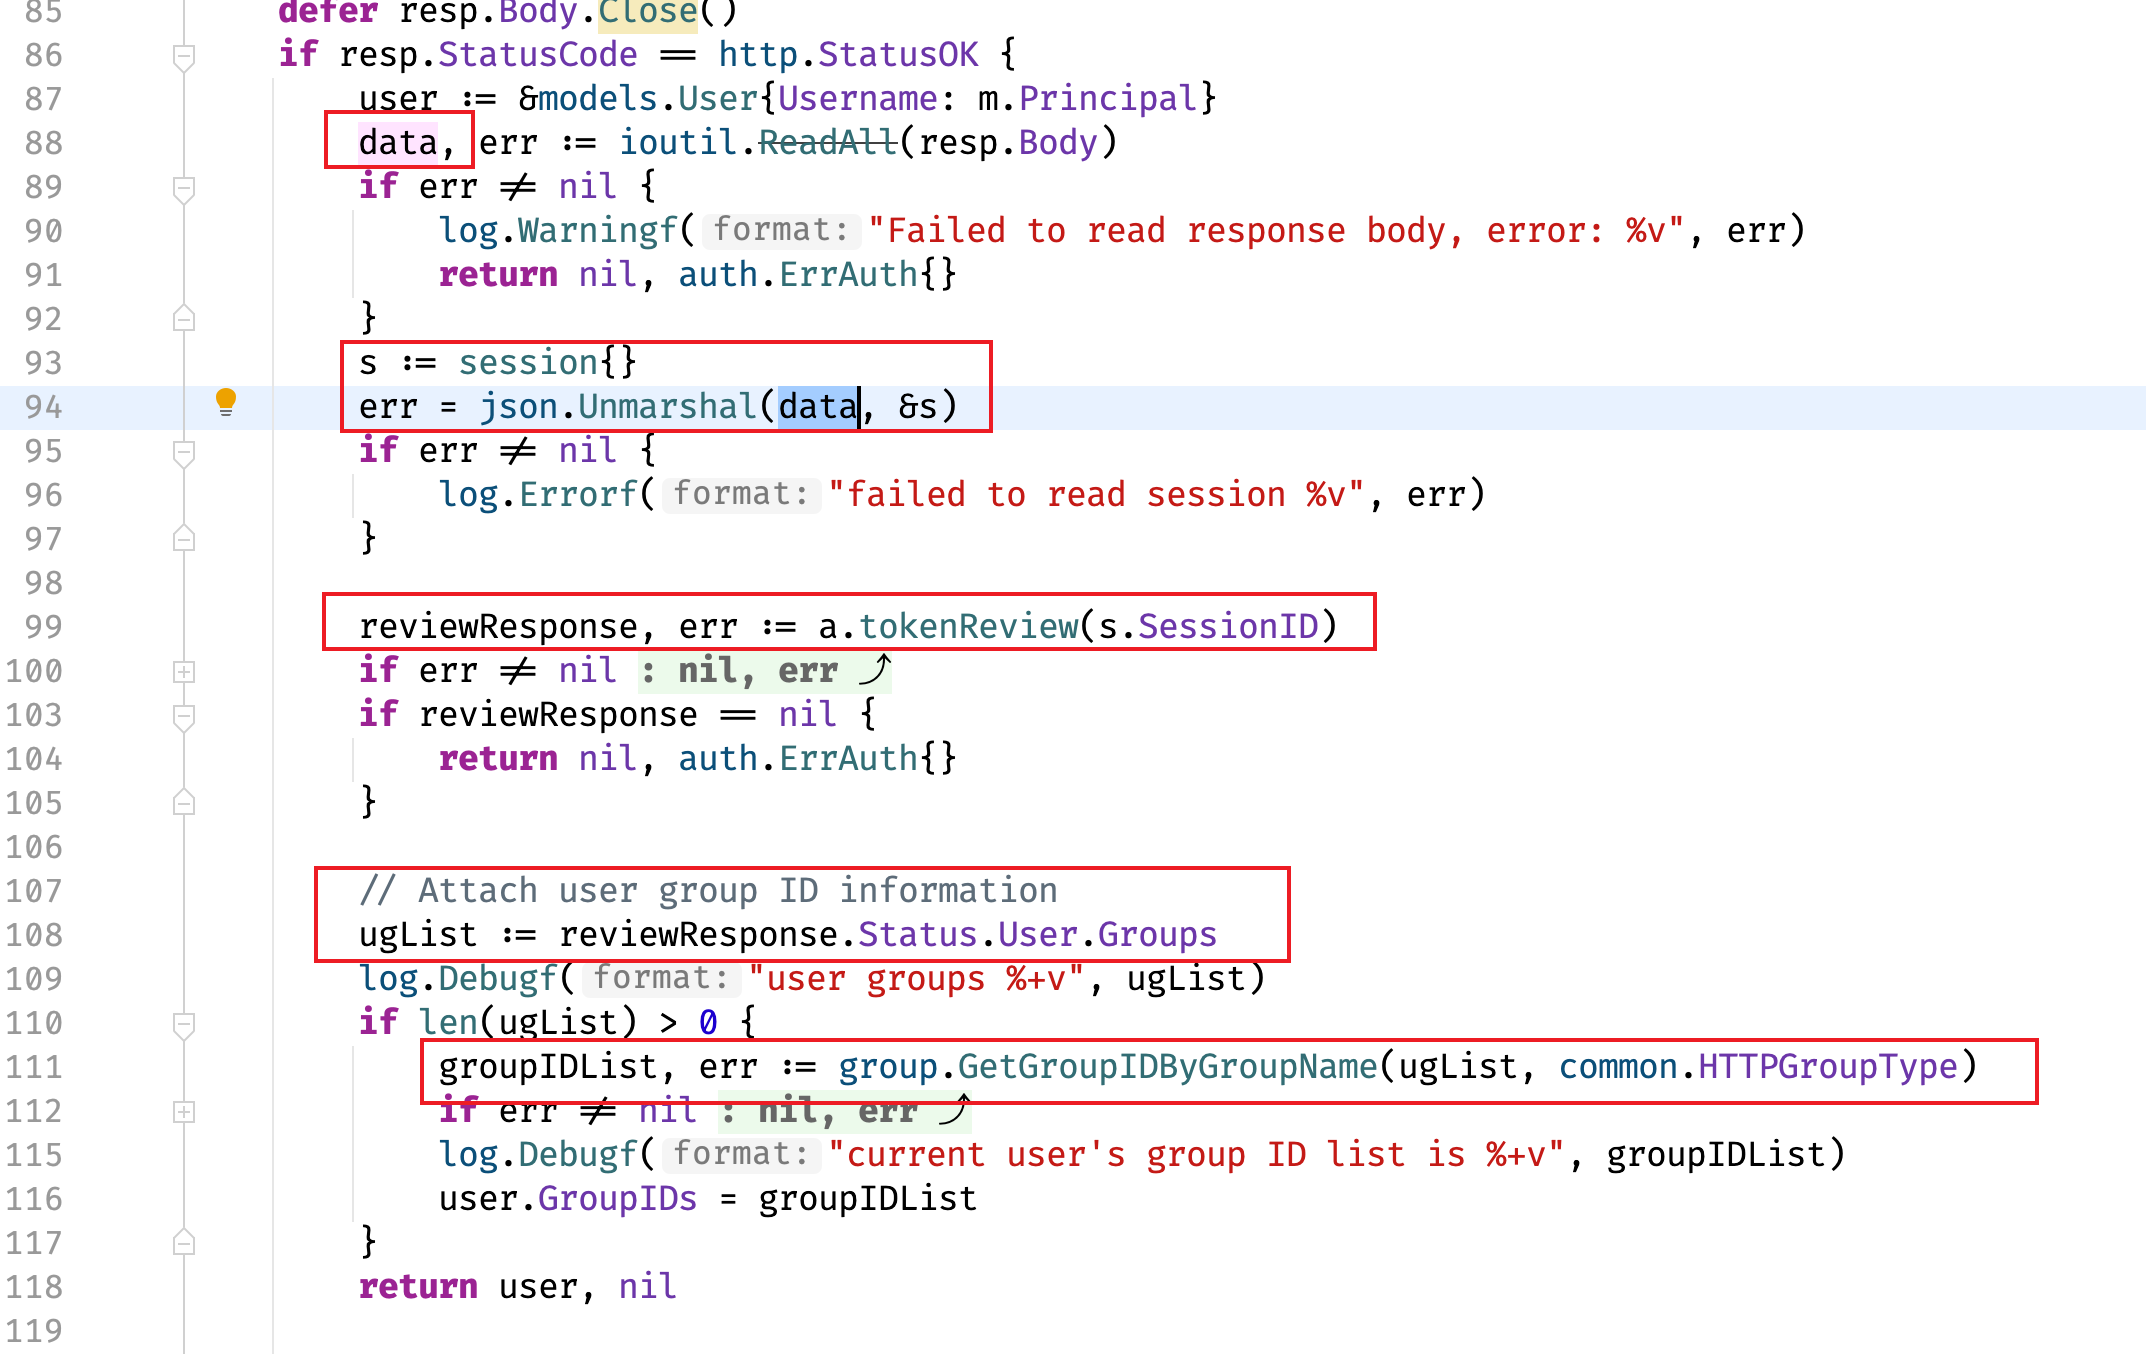 85 defer resp.Body.Close()
86 if resp.StatusCode == http.StatusOK {
87 user := &models.User{Username: m.Principal}
88 data, err := ioutil.ReadAll(resp.Body)
89 if err != nil {
90 log.Warningf( format: "Failed to read response body, error: %v", err)
91 return nil, auth.ErrAuth{}
92 }
93 s := session{}
94 err = json.Unmarshal(data, &s)
95 if err != nil {
96 log.Errorf( format: "failed to read session %v", err)
97 }
98
99 reviewResponse, err := a.tokenReview(s.SessionID)
100 if err != nil : nil, err ⤴
103 if reviewResponse == nil {
104 return nil, auth.ErrAuth{}
105 }
106
107 // Attach user group ID information
108 ugList := reviewResponse.Status.User.Groups
109 log.Debugf( format: "user groups %+v", ugList)
110 if len(ugList) > 0 {
111 groupIDList, err := group.GetGroupIDByGroupName(ugList, common.HTTPGroupType)
112 if err != nil : nil, err ⤴
115 log.Debugf( format: "current user's group ID list is %+v", groupIDList)
116 user.GroupIDs = groupIDList
117 }
118 return user, nil
119